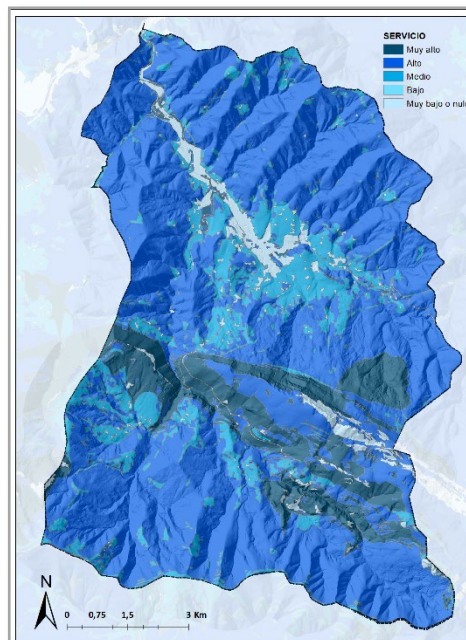 SERVICIO
Muy alto
Alto
Medio
Bajo
Muy bajo o nulo
N
0 0,75 1,5 3 Km